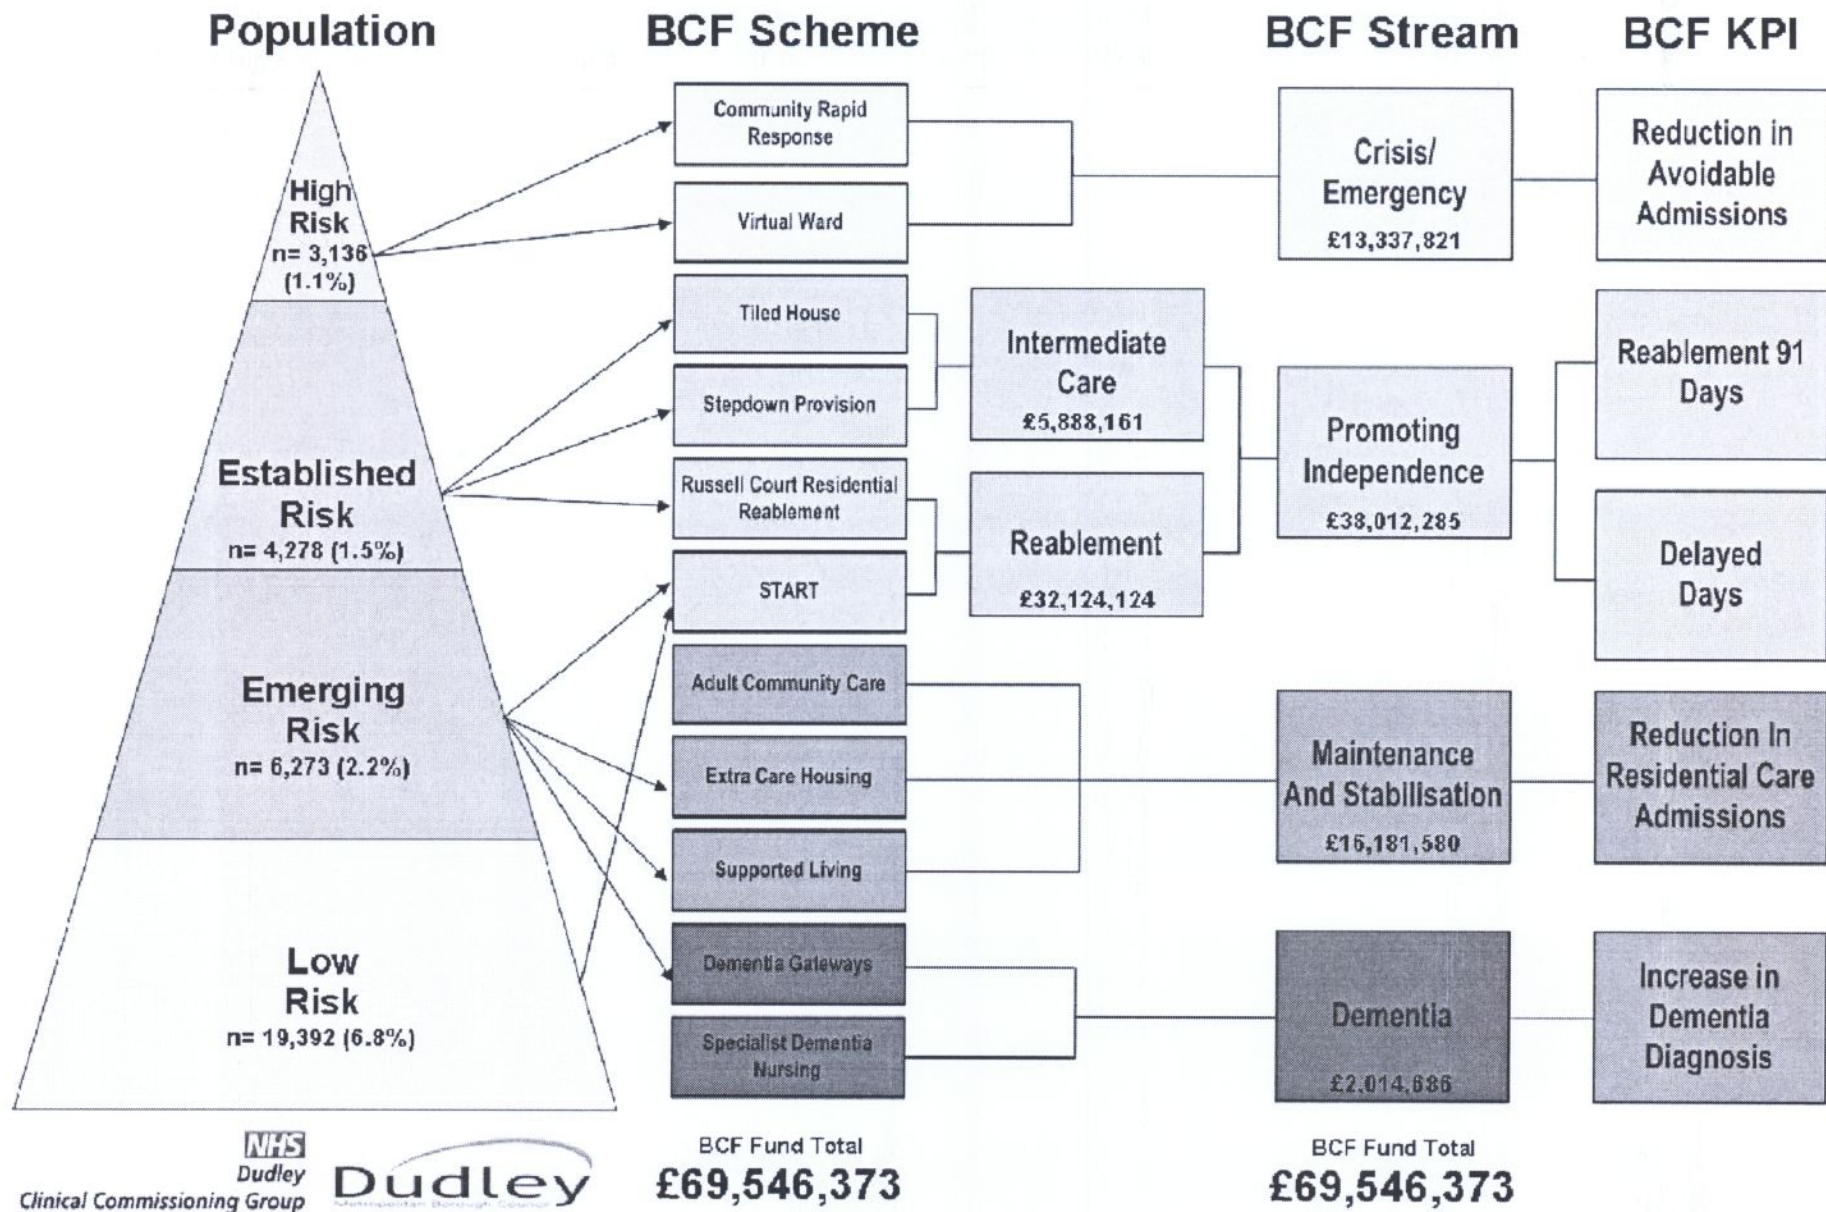 Population
BCF Scheme
BCF Stream
BCF KPI
High
Risk
n= 3,136
(1.1%)
Established
Risk
n= 4,278 (1.5%)
Emerging
Risk
n= 6,273 (2.2%)
Low
Risk
n= 19,392 (6.8%)
Community Rapid
Response
Virtual Ward
Tiled House
Stepdown Provision
Russell Court Residential
Reablement
START
Adult Community Care
Extra Care Housing
Supported Living
Dementia Gateways
Specialist Dementia
Nursing
Intermediate
Care
£5,888,161
Reablement
£32,124,124
Crisis/
Emergency
£13,337,821
Promoting
Independence
£38,012,285
Maintenance
And Stabilisation
£16,181,580
Dementia
£2,014,686
Reduction in
Avoidable
Admissions
Reablement 91
Days
Delayed
Days
Reduction In
Residential Care
Admissions
Increase in
Dementia
Diagnosis
NHS
Dudley
Clinical Commissioning Group
Dudley
Metropolitan Borough Council
BCF Fund Total
£69,546,373
BCF Fund Total
£69,546,373